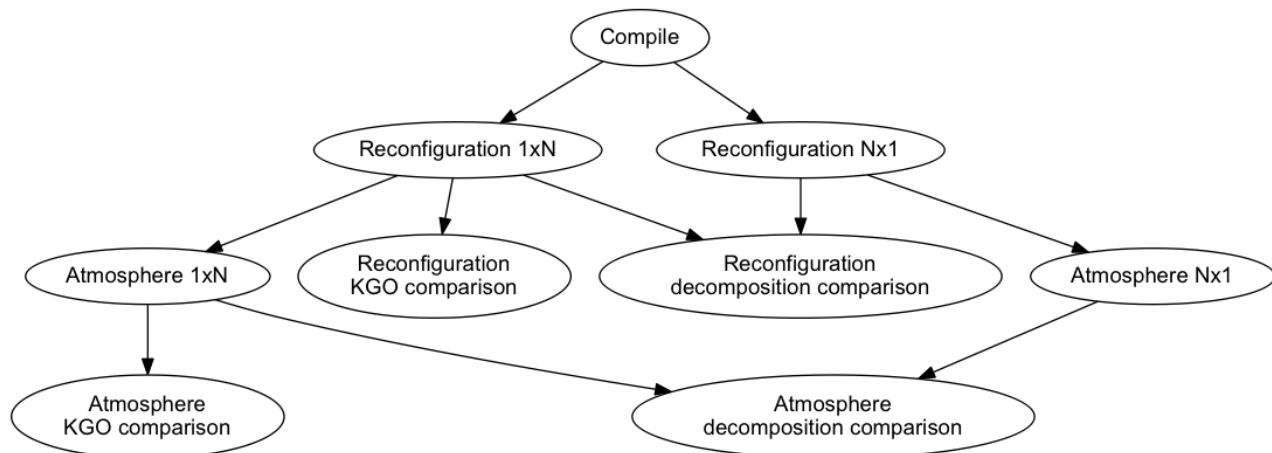 Compile
Reconfiguration 1xN
Reconfiguration Nx1
Atmosphere 1xN
Reconfiguration
KGO comparison
Reconfiguration
decomposition comparison
Atmosphere Nx1
Atmosphere
KGO comparison
Atmosphere
decomposition comparison